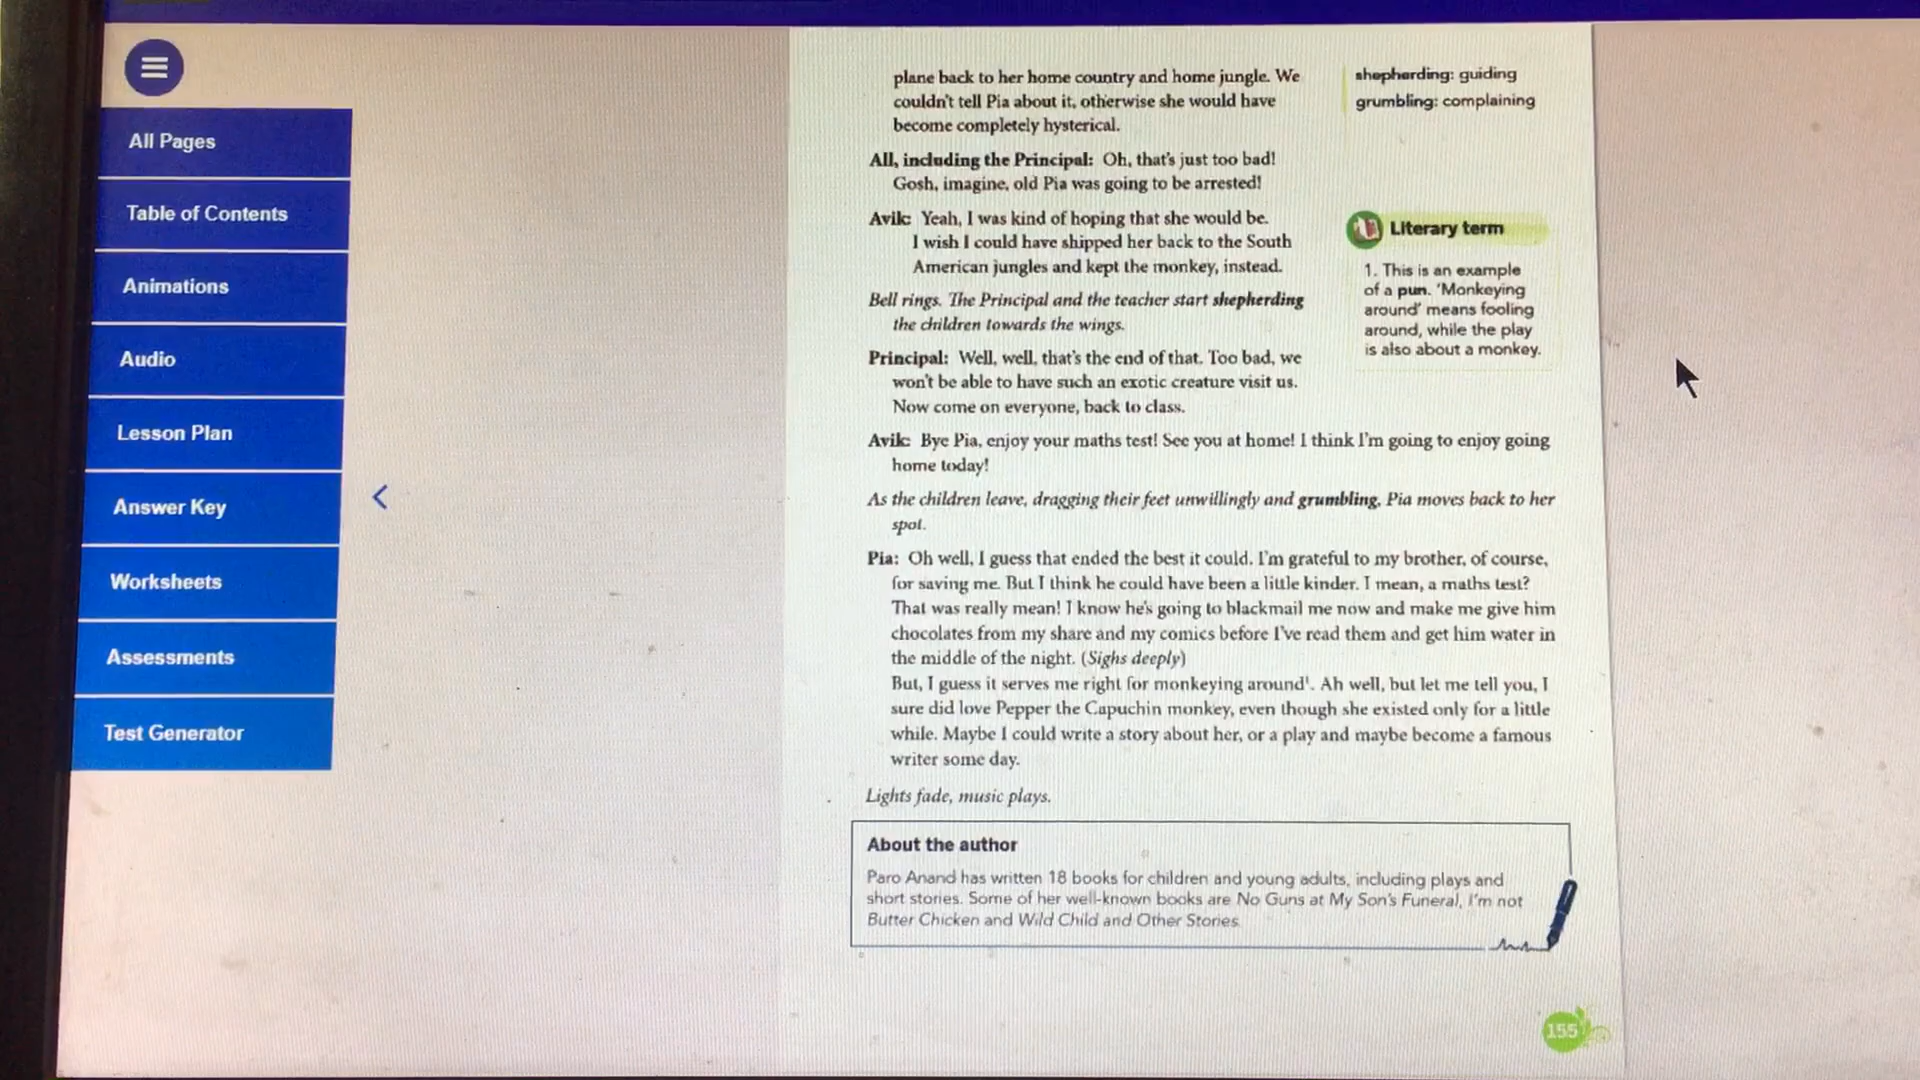 All Pages
Table of Contents
Animations
Audio
Lesson Plan
Answer Key
Worksheets
Assessments
Test Generator
plane back to her home country and home jungle. We
couldn't tell Pia about it, otherwise she would have
become completely hysterical.
All, including the Principal: Oh, that's just too bad!
Gosh, imagine, old Pia was going to be arrested!
Avik: Yeah, I was kind of hoping that she would be.
I wish I could have shipped her back to the South
American jungles and kept the monkey, instead.
Bell rings. The Principal and the teacher start shepherding
the children towards the wings.
Principal: Well, well, that's the end of that. Too bad, we
won't be able to have such an exotic creature visit us.
Now come on everyone, back to class.
Avik: Bye Pia, enjoy your maths test! See you at home! I think I'm going to enjoy going
home today!
As the children leave, dragging their feet unwillingly and grumbling, Pia moves back to her
spot.
Pia: Oh well, I guess that ended the best it could. I'm grateful to my brother, of course,
for saving me. But I think he could have been a little kinder. I mean, a maths test?
That was really mean! I know he's going to blackmail me now and make me give him
chocolates from my share and my comics before I've read them and get him water in
the middle of the night. (Sighs deeply)
But, I guess it serves me right for monkeying around¹. Ah well, but let me tell you, I
sure did love Pepper the Capuchin monkey, even though she existed only for a little
while. Maybe I could write a story about her, or a play and maybe become a famous
writer some day.
Lights fade, music plays.
shepherding: guiding
grumbling: complaining
Literary term
1. This is an example
of a pun. 'Monkeying
around' means fooling
around, while the play
is also about a monkey.
About the author
Paro Anand has written 18 books for children and young adults, including plays and
short stories. Some of her well-known books are No Guns at My Son's Funeral, I'm not
Butter Chicken and Wild Child and Other Stories.
155